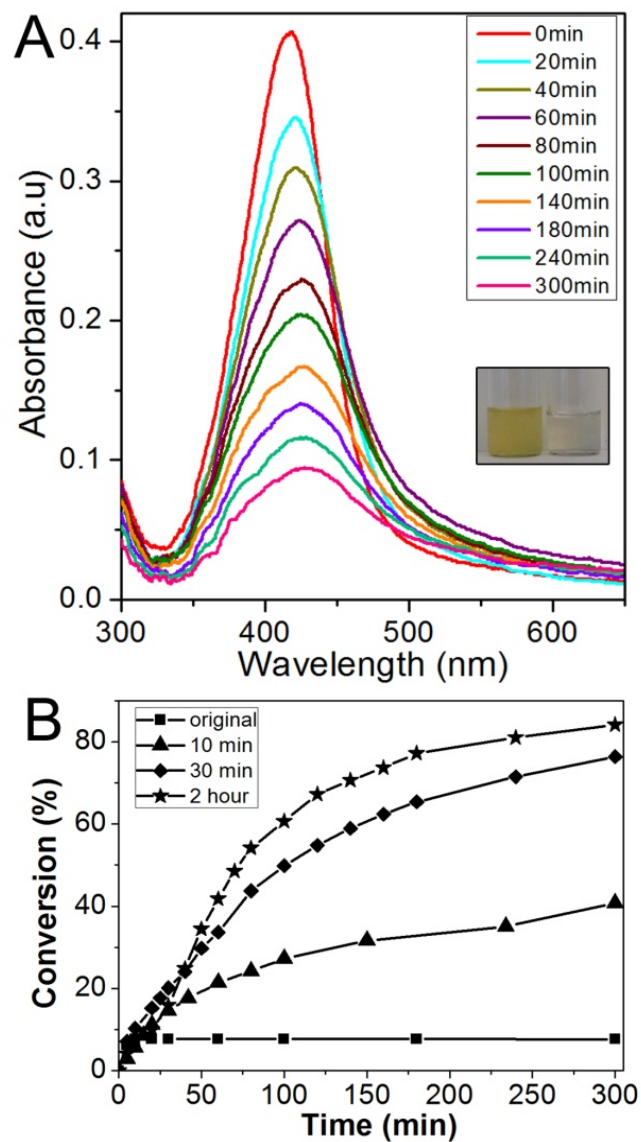 A
0.4
0.3
0.2
0.1
0.0
Absorbance (a.u)
0min
20min
40min
60min
80min
100min
140min
180min
240min
300min
300 400 500 600
Wavelength (nm)
B
80
60
40
20
0
Conversion (%)
original
10 min
30 min
2 hour
0 50 100 150 200 250 300
Time (min)